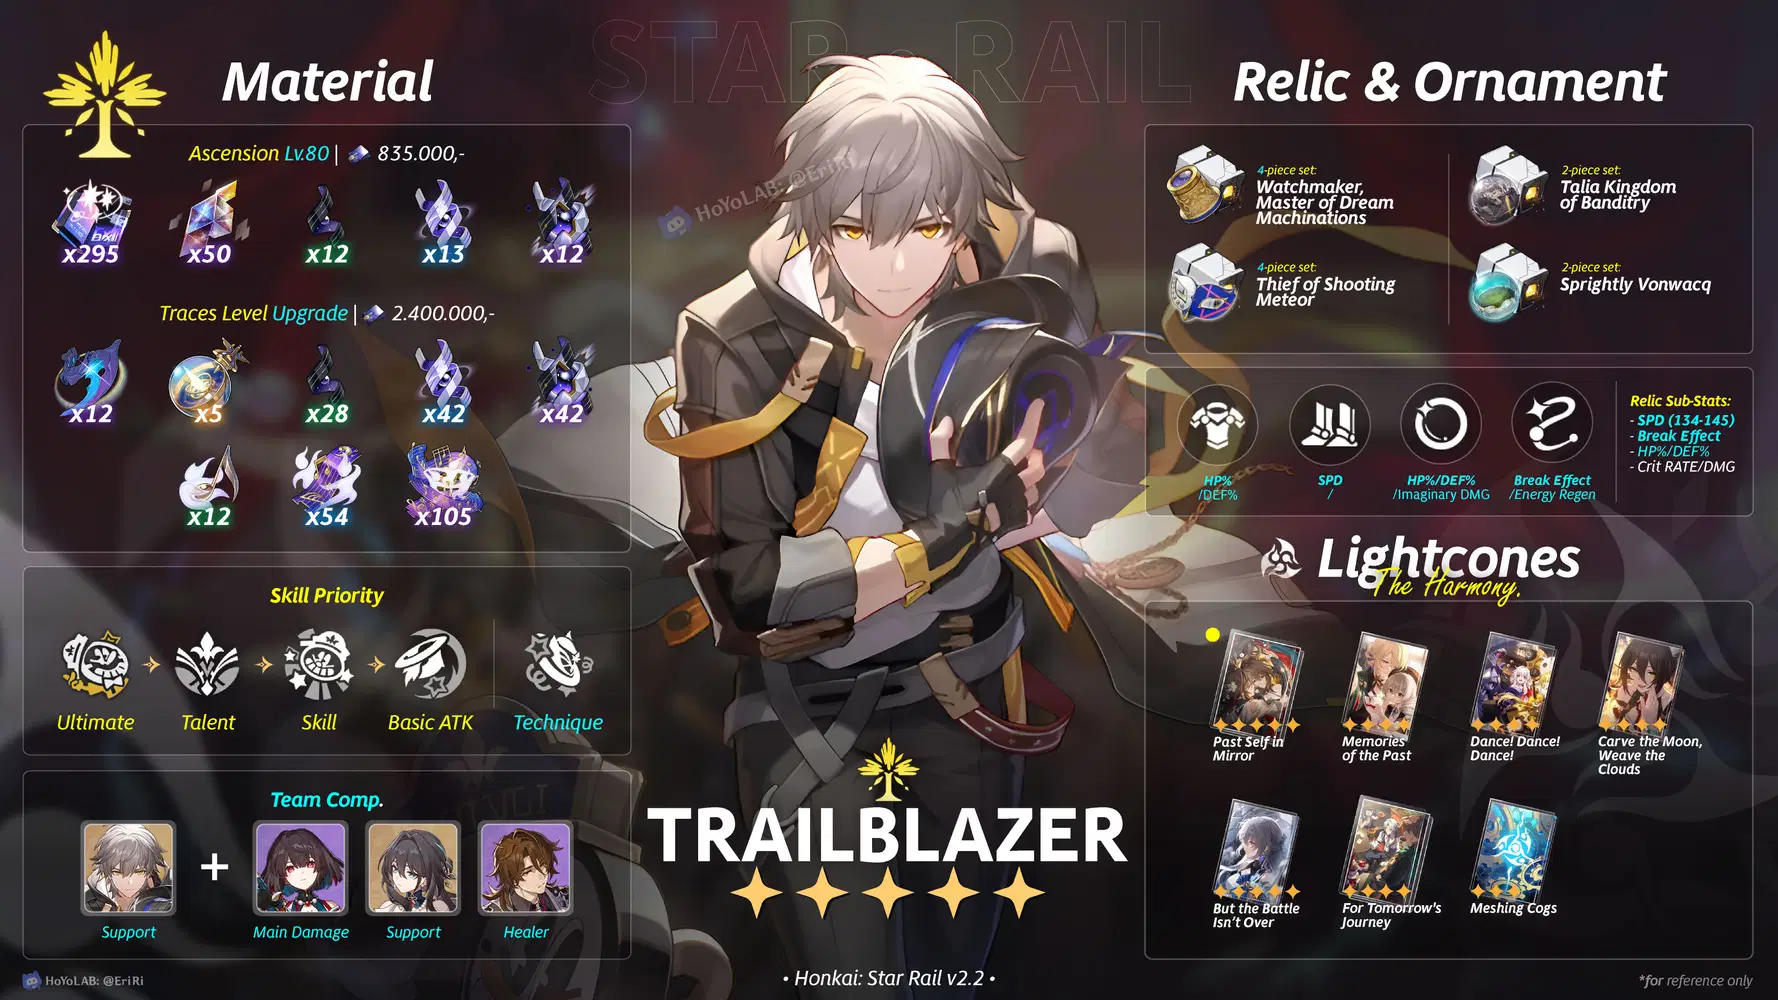 STAR RAIL
Material
Ascension Lv.80 | 835.000,-
x295
x50
x12
x13
x12
Traces Level Upgrade | 2.400.000,-
x12
x5
x28
x42
x42
x12
x54
x105
Skill Priority
Ultimate
Talent
Skill
Basic ATK
Technique
Team Comp.
+
Support
Main Damage
Support
Healer
HoYoLAB: @EriRi
HoYoLAB: @EriRi
TRAILBLAZER
• Honkai: Star Rail v2.2 •
Relic & Ornament
4-piece set:
Watchmaker,
Master of Dream
Machinations
2-piece set:
Talia Kingdom
of Banditry
4-piece set:
Thief of Shooting
Meteor
2-piece set:
Sprightly Vonwacq
HP%
/DEF%
SPD
/
HP%/DEF%
/Imaginary DMG
Break Effect
/Energy Regen
Relic Sub-Stats:
- SPD (134-145)
- Break Effect
- HP%/DEF%
- Crit RATE/DMG
Lightcones
The Harmony.
Past Self in
Mirror
Memories
of the Past
Dance! Dance!
Dance!
Carve the Moon,
Weave the
Clouds
But the Battle
Isn't Over
For Tomorrow's
Journey
Meshing Cogs
*for reference only